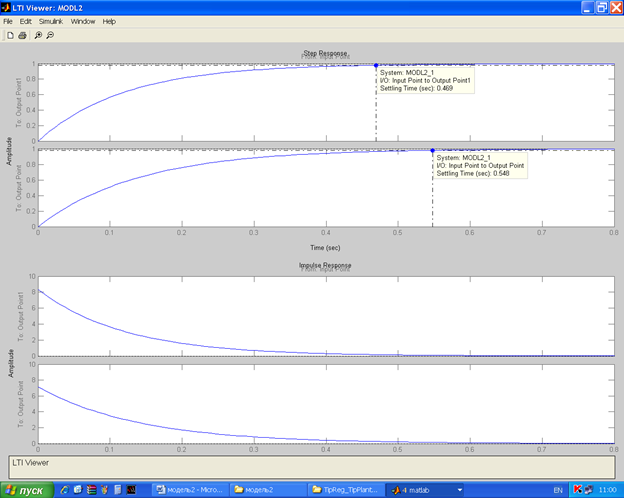 LTI Viewer: MODL2
File Edit Simulink Window Help
Step Response
From: Input Point
To: Output Point1
1
0.8
0.6
0.4
0.2
0
System: MODL2_1
I/O: Input Point to Output Point1
Settling Time (sec): 0.469
Amplitude
To: Output Point
1
0.8
0.6
0.4
0.2
0
System: MODL2_1
I/O: Input Point to Output Point
Settling Time (sec): 0.548
0 0.1 0.2 0.3 0.4 0.5 0.6 0.7 0.8
Time (sec)
Impulse Response
From: Input Point
To: Output Point1
10
8
6
4
2
0
Amplitude
To: Output Point
10
8
6
4
2
0
0 0.1 0.2 0.3 0.4 0.5 0.6 0.7 0.8
LTI Viewer
пуск
модель2 - Micro...
модель2
TipReg_TipPlant...
4 matlab
EN
11:00